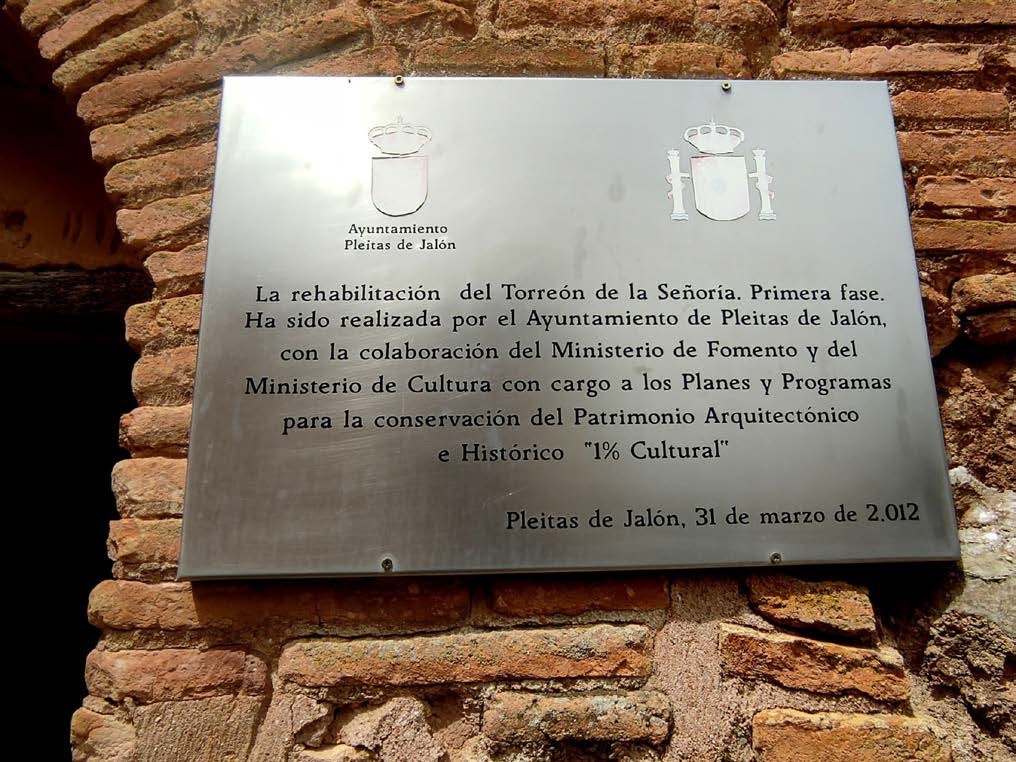 Ayuntamiento
Pleitas de Jalón
La rehabilitación del Torreón de la Señoría. Primera fase.
Ha sido realizada por el Ayuntamiento de Pleitas de Jalón,
con la colaboración del Ministerio de Fomento y del
Ministerio de Cultura con cargo a los Planes y Programas
para la conservación del Patrimonio Arquitectónico
e Histórico "1% Cultural"
Pleitas de Jalón, 31 de marzo de 2.012